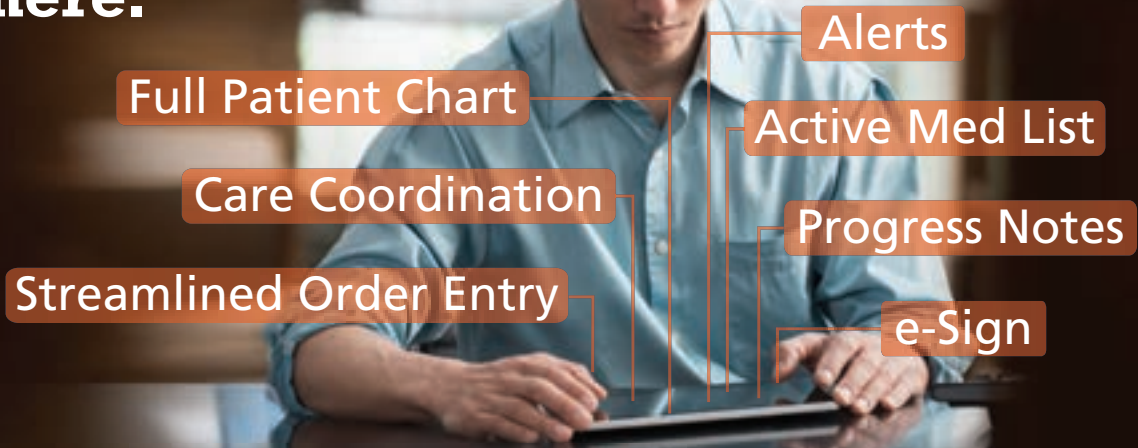 Alerts
Full Patient Chart
Active Med List
Care Coordination
Progress Notes
Streamlined Order Entry
e-Sign